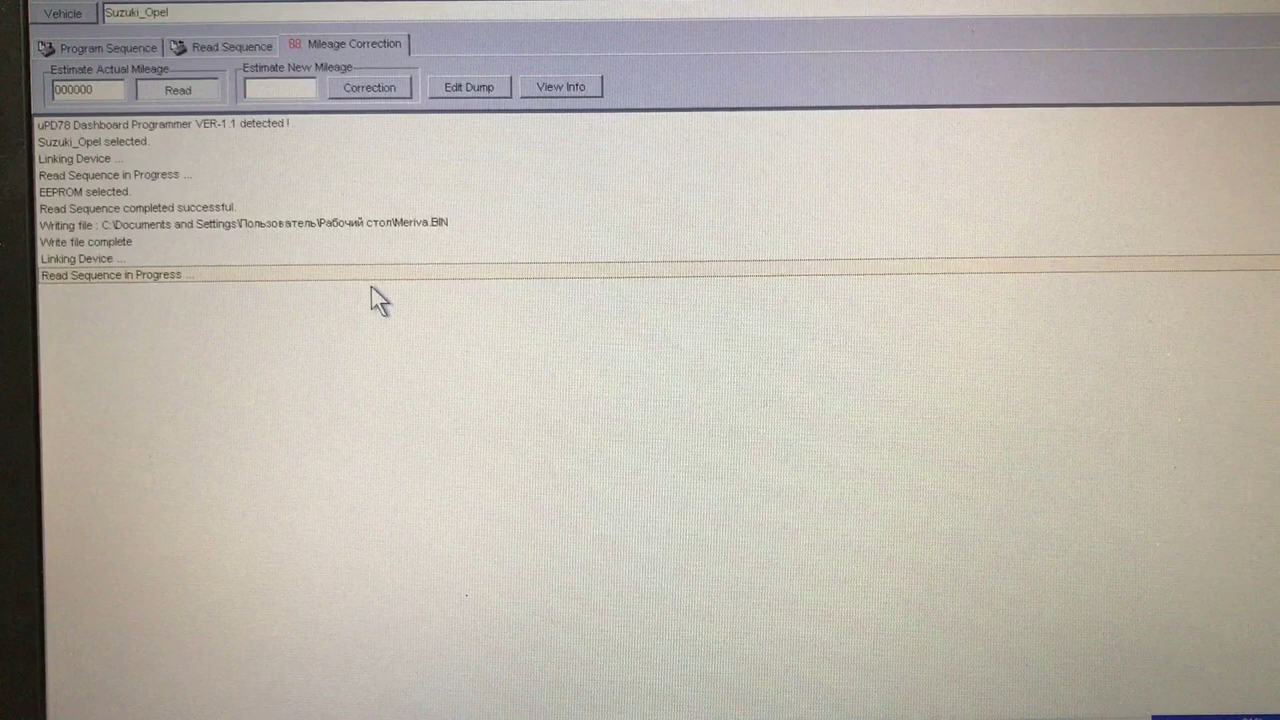 Vehicle Suzuki_Opel
Program Sequence Read Sequence 88 Mileage Correction
Estimate Actual Mileage Estimate New Mileage
000000 Read Correction Edit Dump View Info
uPD78 Dashboard Programmer VER-1.1 detected !
Suzuki_Opel selected.
Linking Device ...
Read Sequence in Progress ...
EEPROM selected.
Read Sequence completed successful.
Writing file : C:\Documents and Settings\Пользователь\Рабочий стол\Meriva.BIN
Write file complete
Linking Device ...
Read Sequence in Progress ...